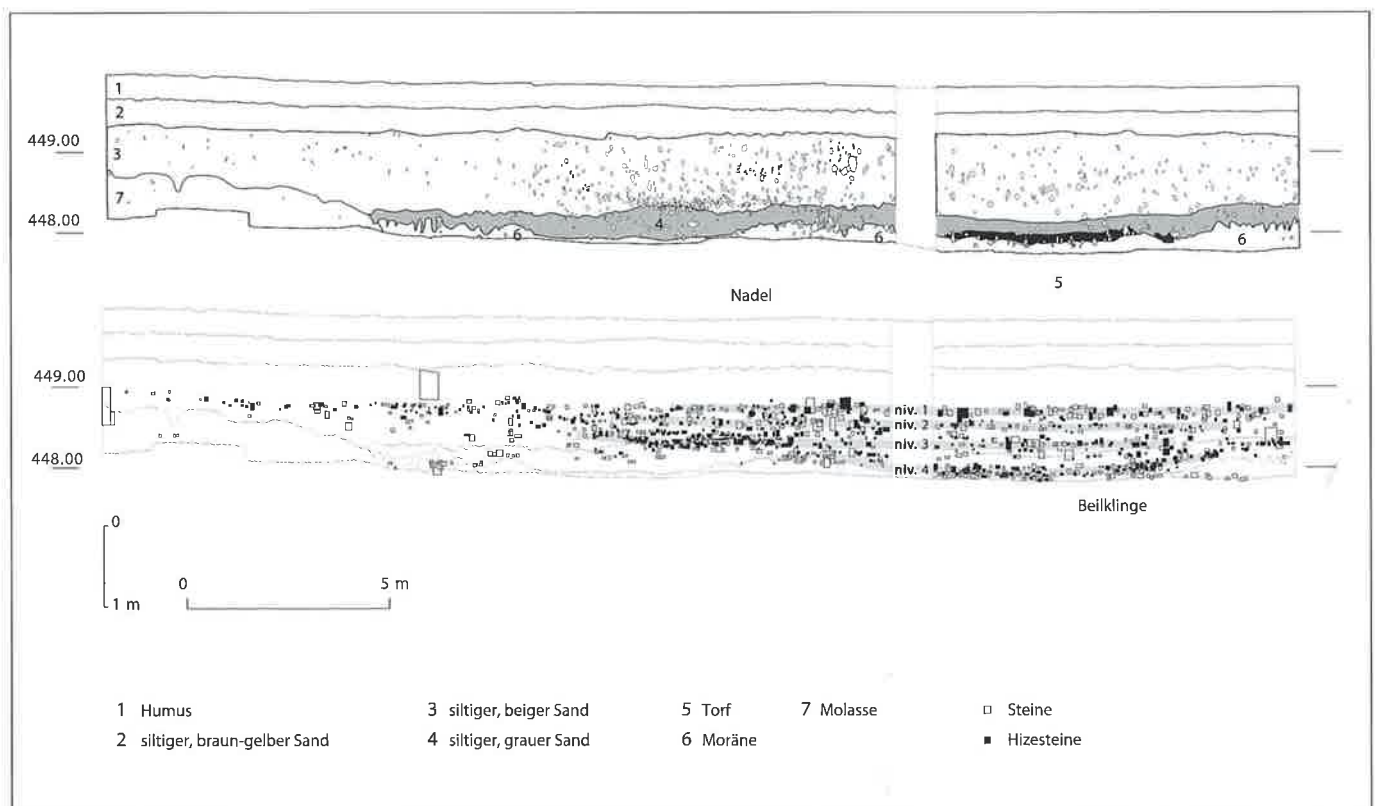 1
2
449.00
3
7
448.00
6 4 6 6
5
Nadel
449.00
niv. 1
niv. 2
niv. 3
niv. 4
448.00
Beilklinge
0
1 m
0 5 m
1 Humus 3 siltiger, beiger Sand 5 Torf 7 Molasse □ Steine
2 siltiger, braun-gelber Sand 4 siltiger, grauer Sand 6 Moräne ■ Hizesteine